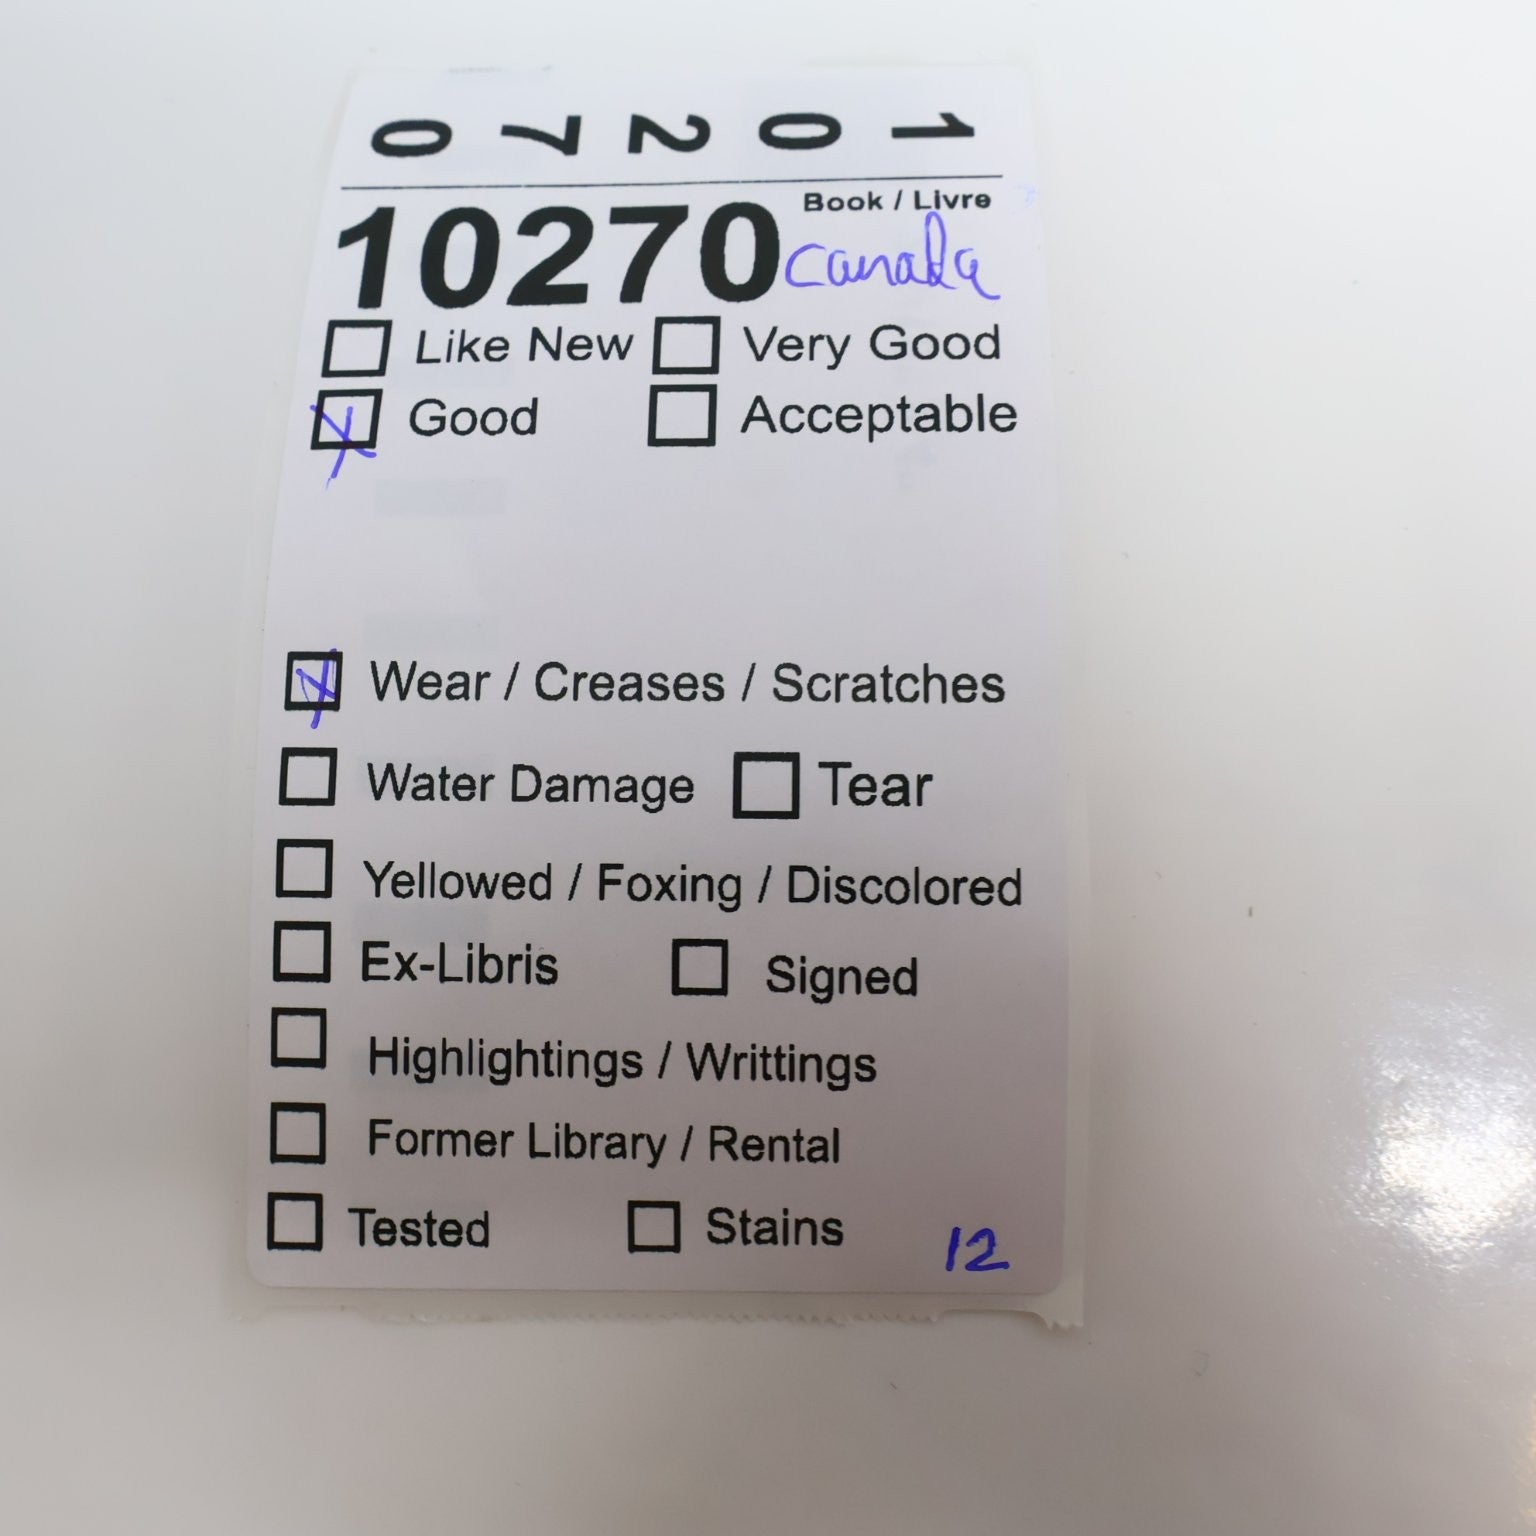 10270
Book / Livre
10270 Canada
Like New Very Good
Good Acceptable
Wear / Creases / Scratches
Water Damage Tear
Yellowed / Foxing / Discolored
Ex-Libris Signed
Highlightings / Writtings
Former Library / Rental
Tested Stains
12